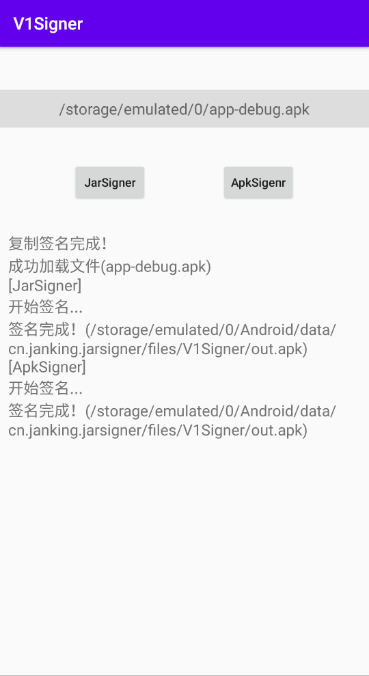 V1Signer
/storage/emulated/0/app-debug.apk
JarSigner
ApkSigenr
复制签名完成！
成功加载文件(app-debug.apk)
[JarSigner]
开始签名...
签名完成！(/storage/emulated/0/Android/data/
cn.janking.jarsigner/files/V1Signer/out.apk)
[ApkSigner]
开始签名...
签名完成！(/storage/emulated/0/Android/data/
cn.janking.jarsigner/files/V1Signer/out.apk)